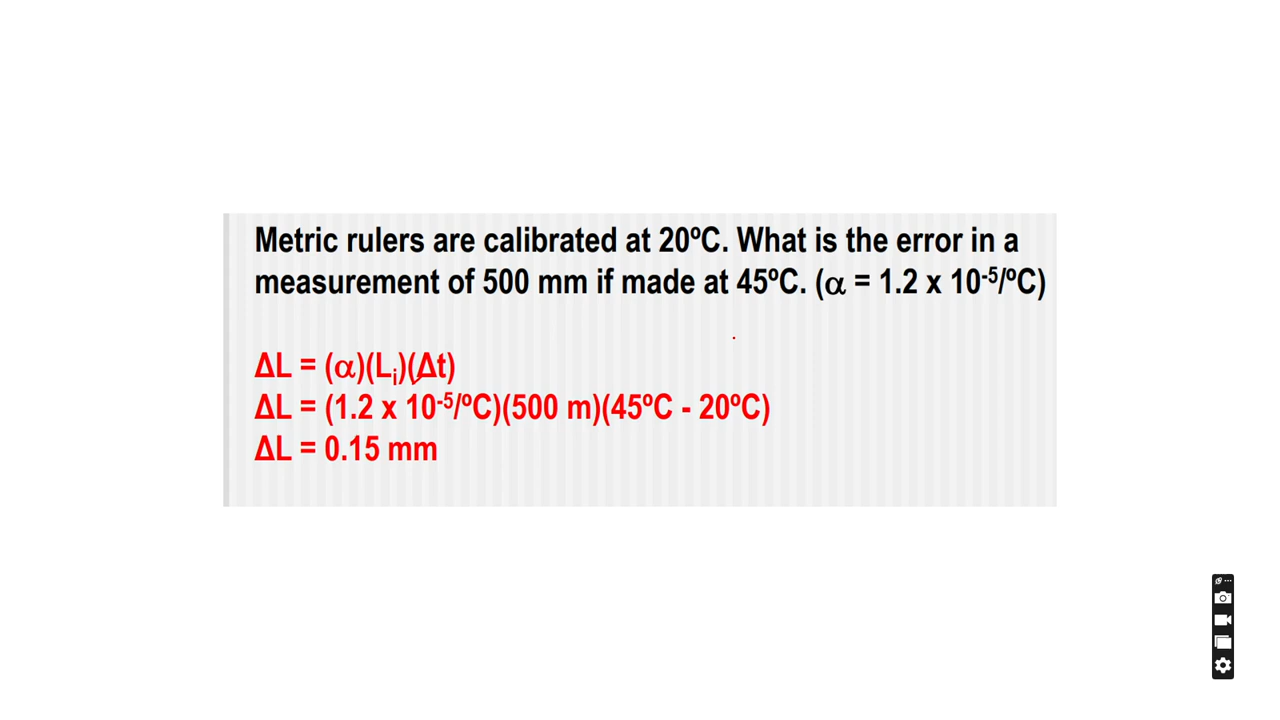 Metric rulers are calibrated at 20ºC. What is the error in a
measurement of 500 mm if made at 45ºC. (α = 1.2 x 10⁻⁵/ºC)
ΔL = (α)(Lᵢ)(Δt)
ΔL = (1.2 x 10⁻⁵/ºC)(500 m)(45ºC - 20ºC)
ΔL = 0.15 mm